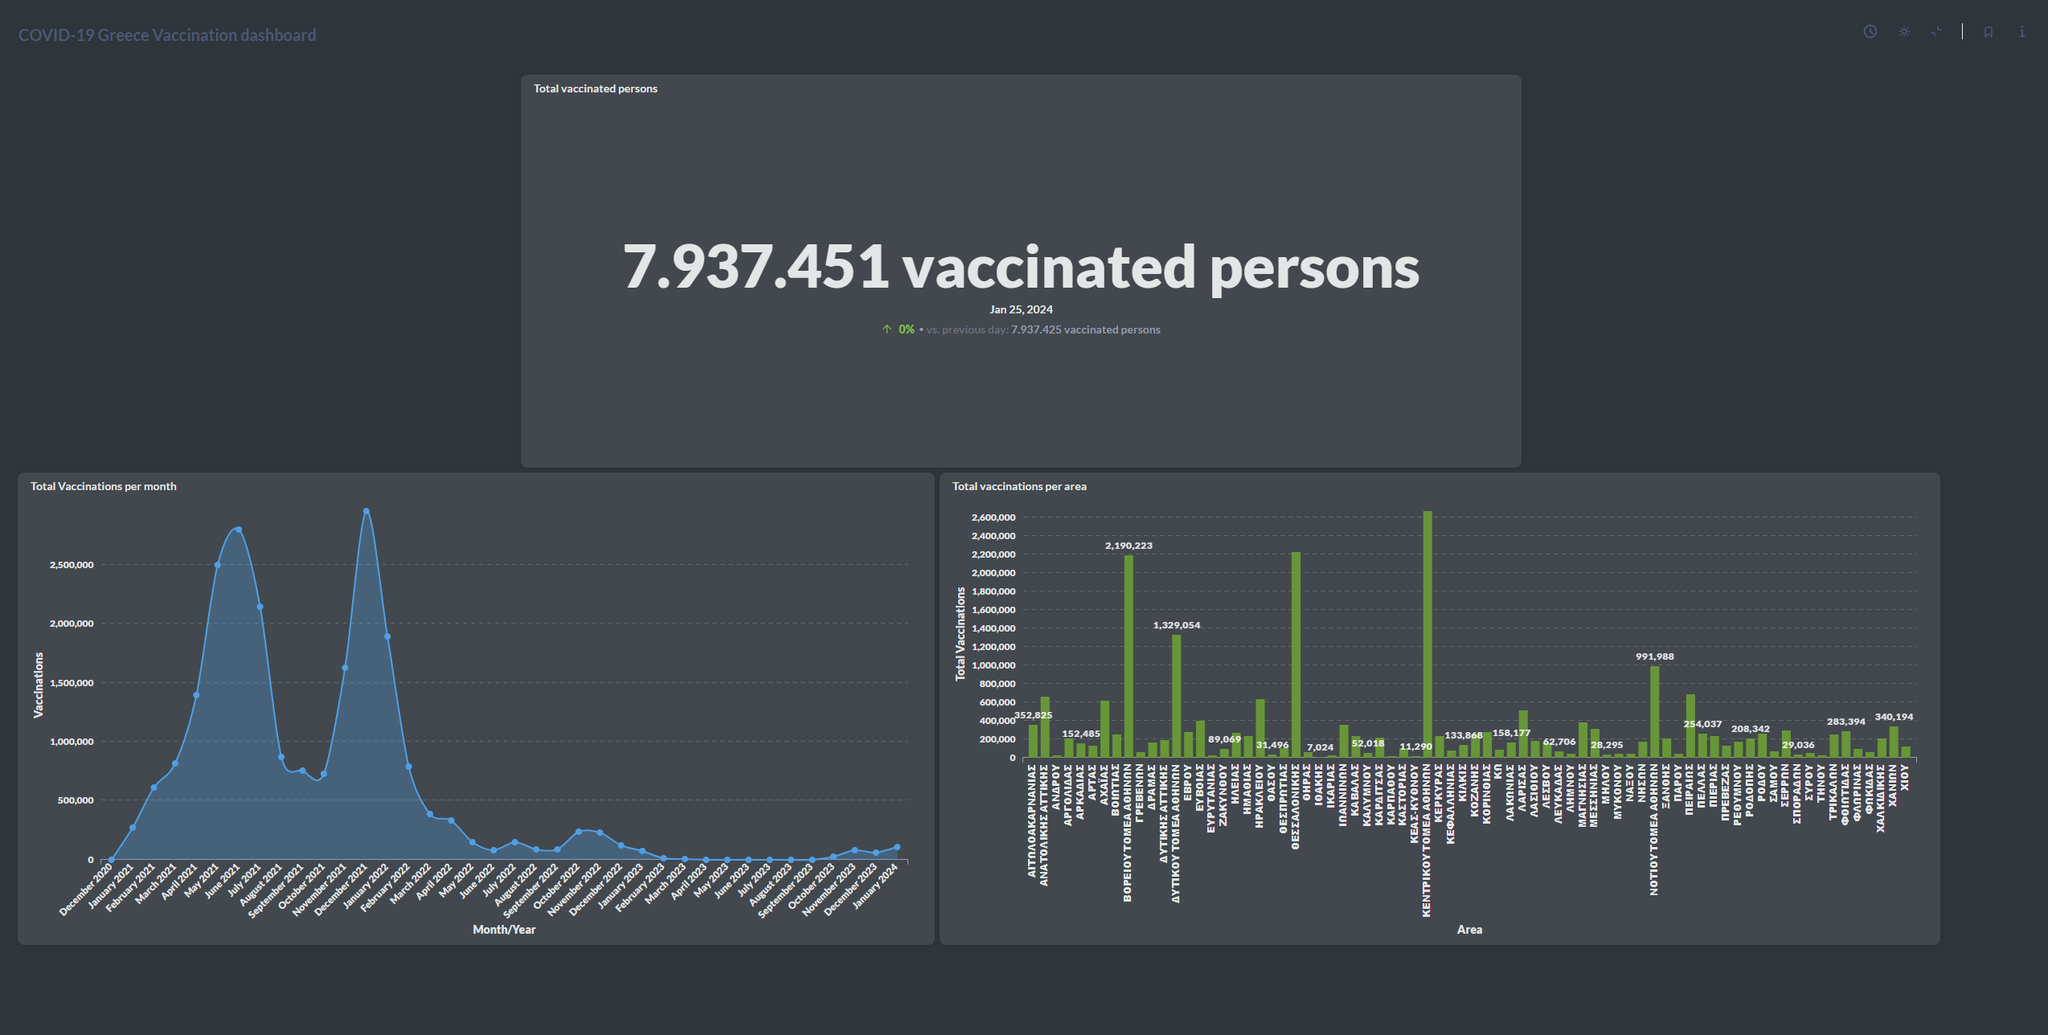 COVID-19 Greece Vaccination dashboard
Total vaccinated persons
7.937.451 vaccinated persons
Jan 25, 2024
↑ 0% • vs. previous day: 7.937.425 vaccinated persons
Total Vaccinations per month
Vaccinations
2,500,000
2,000,000
1,500,000
1,000,000
500,000
0
December 2020
January 2021
February 2021
March 2021
April 2021
May 2021
June 2021
July 2021
August 2021
September 2021
October 2021
November 2021
December 2021
January 2022
February 2022
March 2022
April 2022
May 2022
June 2022
July 2022
August 2022
September 2022
October 2022
November 2022
December 2022
January 2023
February 2023
March 2023
April 2023
May 2023
June 2023
July 2023
August 2023
September 2023
October 2023
November 2023
December 2023
January 2024
Month/Year
Total vaccinations per area
Total Vaccinations
2,600,000
2,400,000
2,200,000
2,000,000
1,800,000
1,600,000
1,400,000
1,200,000
1,000,000
800,000
600,000
400,000
200,000
0
352,825
152,485
2,190,223
1,329,054
89,069
31,496
7,024
52,018
11,290
133,868
158,177
62,706
28,295
991,988
254,037
208,342
29,036
283,394
340,194
ΑΙΤΩΛΟΑΚΑΡΝΑΝΙΑΣ
ΑΝΑΤΟΛΙΚΗΣ ΑΤΤΙΚΗΣ
ΑΝΔΡΟΥ
ΑΡΓΟΛΙΔΑΣ
ΑΡΚΑΔΙΑΣ
ΑΡΤΑΣ
ΑΧΑΪΑΣ
ΒΟΙΩΤΙΑΣ
ΒΟΡΕΙΟΥ ΤΟΜΕΑ ΑΘΗΝΩΝ
ΓΡΕΒΕΝΩΝ
ΔΡΑΜΑΣ
ΔΥΤΙΚΗΣ ΑΤΤΙΚΗΣ
ΔΥΤΙΚΟΥ ΤΟΜΕΑ ΑΘΗΝΩΝ
ΕΒΡΟΥ
ΕΥΒΟΙΑΣ
ΕΥΡΥΤΑΝΙΑΣ
ΖΑΚΥΝΘΟΥ
ΗΛΕΙΑΣ
ΗΜΑΘΙΑΣ
ΗΡΑΚΛΕΙΟΥ
ΘΑΣΟΥ
ΘΕΣΠΡΩΤΙΑΣ
ΘΕΣΣΑΛΟΝΙΚΗΣ
ΘΗΡΑΣ
ΙΘΑΚΗΣ
ΙΚΑΡΙΑΣ
ΙΩΑΝΝΙΝΩΝ
ΚΑΒΑΛΑΣ
ΚΑΛΥΜΝΟΥ
ΚΑΡΔΙΤΣΑΣ
ΚΑΡΠΑΘΟΥ
ΚΑΣΤΟΡΙΑΣ
ΚΕΑΣ-ΚΥΘΝΟΥ
ΚΕΝΤΡΙΚΟΥ ΤΟΜΕΑ ΑΘΗΝΩΝ
ΚΕΡΚΥΡΑΣ
ΚΕΦΑΛΛΗΝΙΑΣ
ΚΙΛΚΙΣ
ΚΟΖΑΝΗΣ
ΚΟΡΙΝΘΙΑΣ
ΚΩ
ΛΑΚΩΝΙΑΣ
ΛΑΡΙΣΑΣ
ΛΑΣΙΘΙΟΥ
ΛΕΣΒΟΥ
ΛΕΥΚΑΔΑΣ
ΛΗΜΝΟΥ
ΜΑΓΝΗΣΙΑΣ
ΜΕΣΣΗΝΙΑΣ
ΜΗΛΟΥ
ΜΥΚΟΝΟΥ
ΝΑΞΟΥ
ΝΗΣΩΝ
ΝΟΤΙΟΥ ΤΟΜΕΑ ΑΘΗΝΩΝ
ΞΑΝΘΗΣ
ΠΑΡΟΥ
ΠΕΙΡΑΙΩΣ
ΠΕΛΛΑΣ
ΠΙΕΡΙΑΣ
ΠΡΕΒΕΖΑΣ
ΡΕΘΥΜΝΟΥ
ΡΟΔΟΠΗΣ
ΡΟΔΟΥ
ΣΑΜΟΥ
ΣΕΡΡΩΝ
ΣΠΟΡΑΔΩΝ
ΣΥΡΟΥ
ΤΗΝΟΥ
ΤΡΙΚΑΛΩΝ
ΦΘΙΩΤΙΔΑΣ
ΦΛΩΡΙΝΑΣ
ΦΩΚΙΔΑΣ
ΧΑΛΚΙΔΙΚΗΣ
ΧΑΝΙΩΝ
ΧΙΟΥ
Area